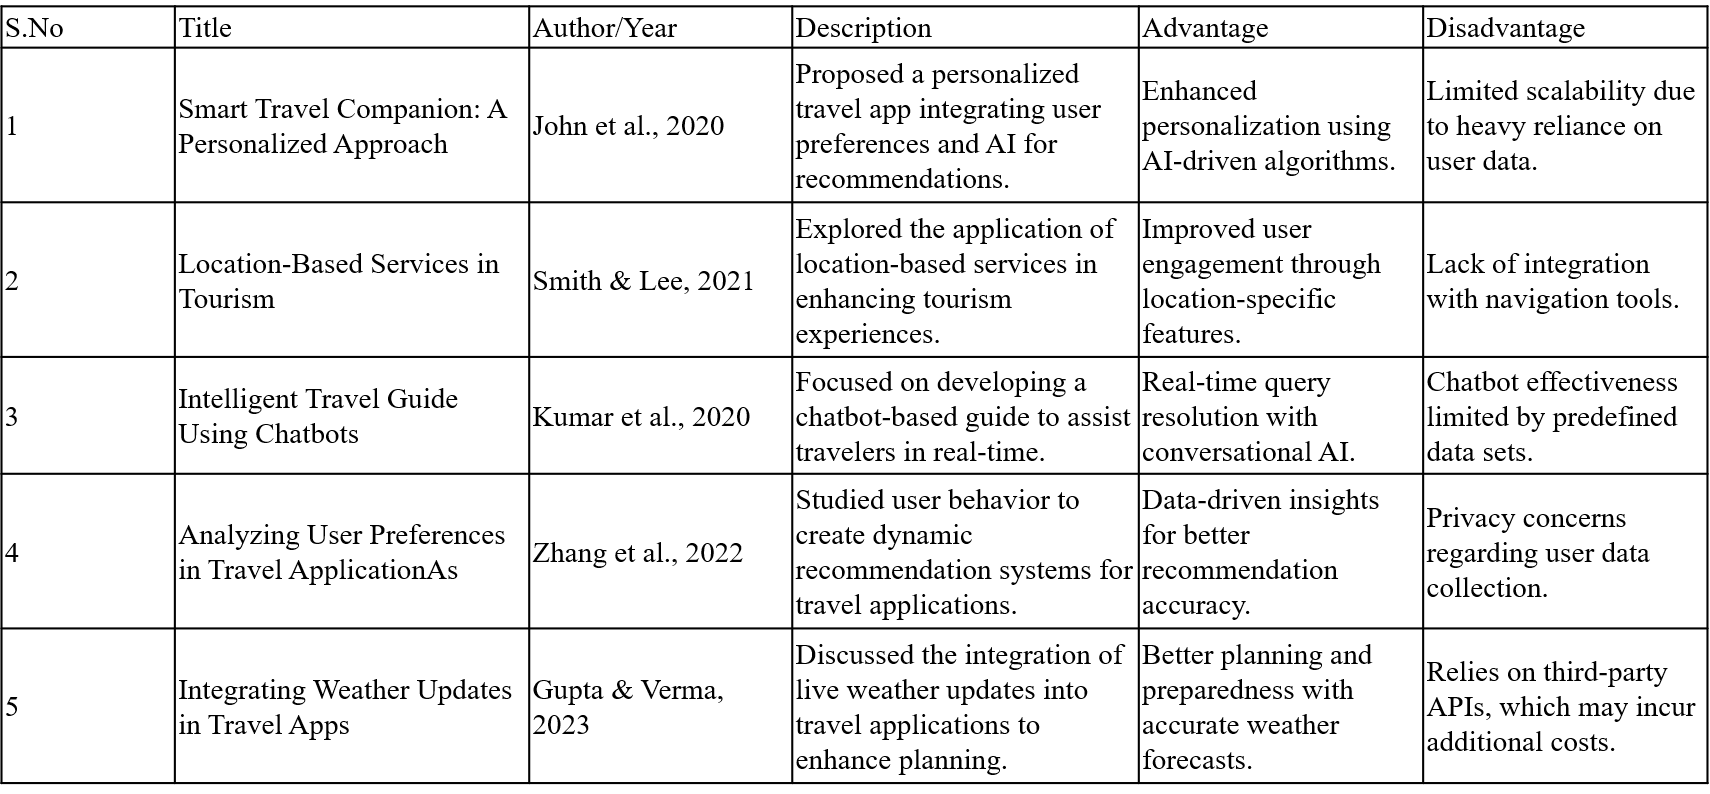 S.No
Title
Author/Year
Description
Advantage
Disadvantage
1
Smart Travel Companion: A
Personalized Approach
John et al., 2020
Proposed a personalized
travel app integrating user
preferences and AI for
recommendations.
Enhanced
personalization using
AI-driven algorithms.
Limited scalability due
to heavy reliance on
user data.
2
Location-Based Services in
Tourism
Smith & Lee, 2021
Explored the application of
location-based services in
enhancing tourism
experiences.
Improved user
engagement through
location-specific
features.
Lack of integration
with navigation tools.
3
Intelligent Travel Guide
Using Chatbots
Kumar et al., 2020
Focused on developing a
chatbot-based guide to assist
travelers in real-time.
Real-time query
resolution with
conversational AI.
Chatbot effectiveness
limited by predefined
data sets.
4
Analyzing User Preferences
in Travel ApplicationAs
Zhang et al., 2022
Studied user behavior to
create dynamic
recommendation systems for
travel applications.
Data-driven insights
for better
recommendation
accuracy.
Privacy concerns
regarding user data
collection.
5
Integrating Weather Updates
in Travel Apps
Gupta & Verma,
2023
Discussed the integration of
live weather updates into
travel applications to
enhance planning.
Better planning and
preparedness with
accurate weather
forecasts.
Relies on third-party
APIs, which may incur
additional costs.